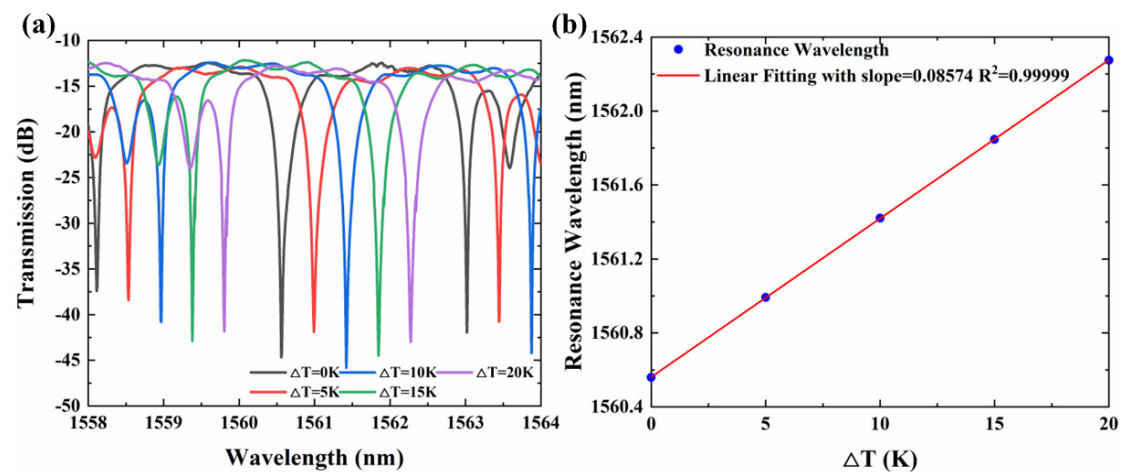 (a)
-10
-15
-20
-25
-30
-35
-40
-45
-50
Transmission (dB)
△T=0K △T=10K △T=20K
△T=5K △T=15K
1558 1559 1560 1561 1562 1563 1564
Wavelength (nm)
(b)
1562.4
1562.0
1561.6
1561.2
1560.8
1560.4
Resonance Wavelength (nm)
Resonance Wavelength
Linear Fitting with slope=0.08574 R²=0.99999
0 5 10 15 20
△T (K)